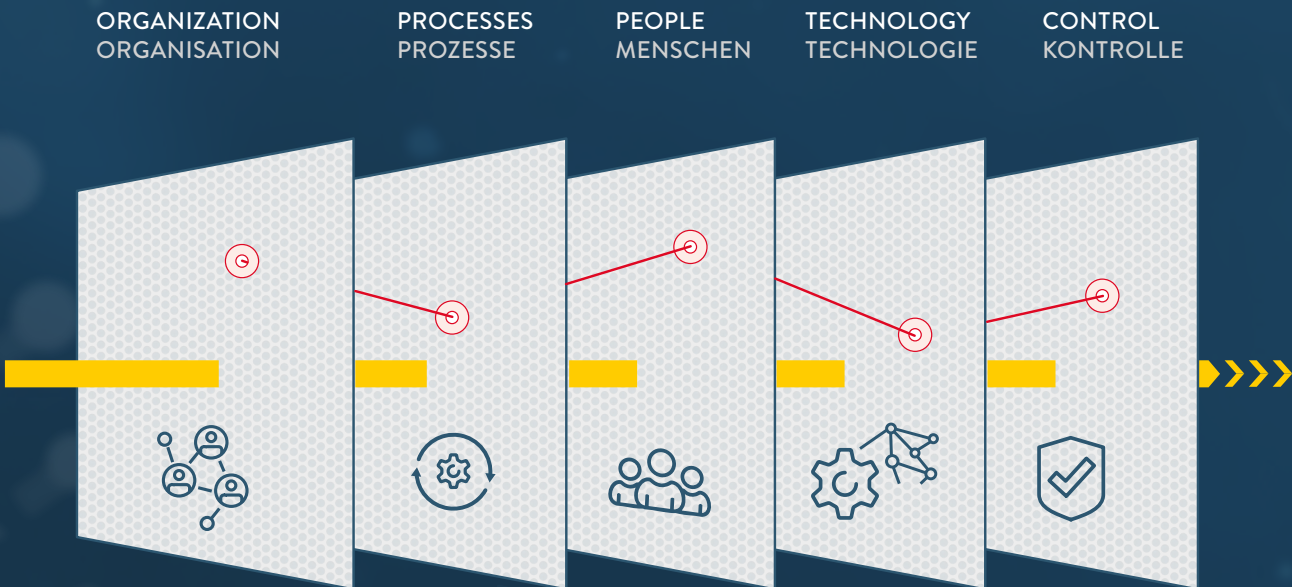 ORGANIZATION
ORGANISATION
PROCESSES
PROZESSE
PEOPLE
MENSCHEN
TECHNOLOGY
TECHNOLOGIE
CONTROL
KONTROLLE